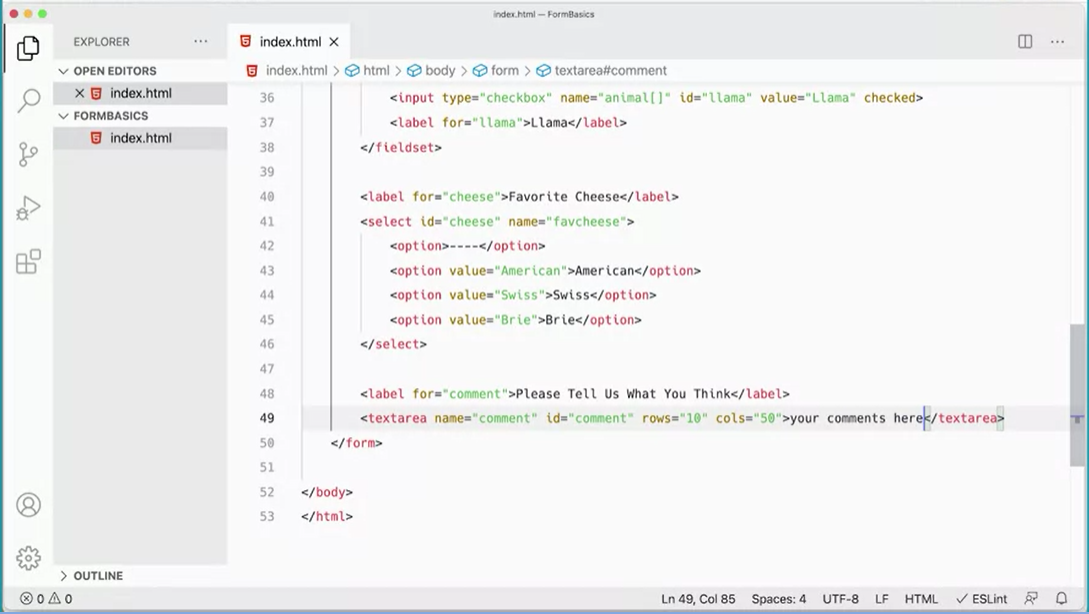 index.html — FormBasics
EXPLORER
index.html
OPEN EDITORS
index.html
FORMBASICS
index.html
index.html > html > body > form > textarea#comment
36 <input type="checkbox" name="animal[]" id="llama" value="Llama" checked>
37 <label for="llama">Llama</label>
38 </fieldset>
39
40 <label for="cheese">Favorite Cheese</label>
41 <select id="cheese" name="favcheese">
42 <option>----</option>
43 <option value="American">American</option>
44 <option value="Swiss">Swiss</option>
45 <option value="Brie">Brie</option>
46 </select>
47
48 <label for="comment">Please Tell Us What You Think</label>
49 <textarea name="comment" id="comment" rows="10" cols="50">your comments here</textarea>
50 </form>
51
52 </body>
53 </html>
OUTLINE
0 0
Ln 49, Col 85 Spaces: 4 UTF-8 LF HTML ESLint